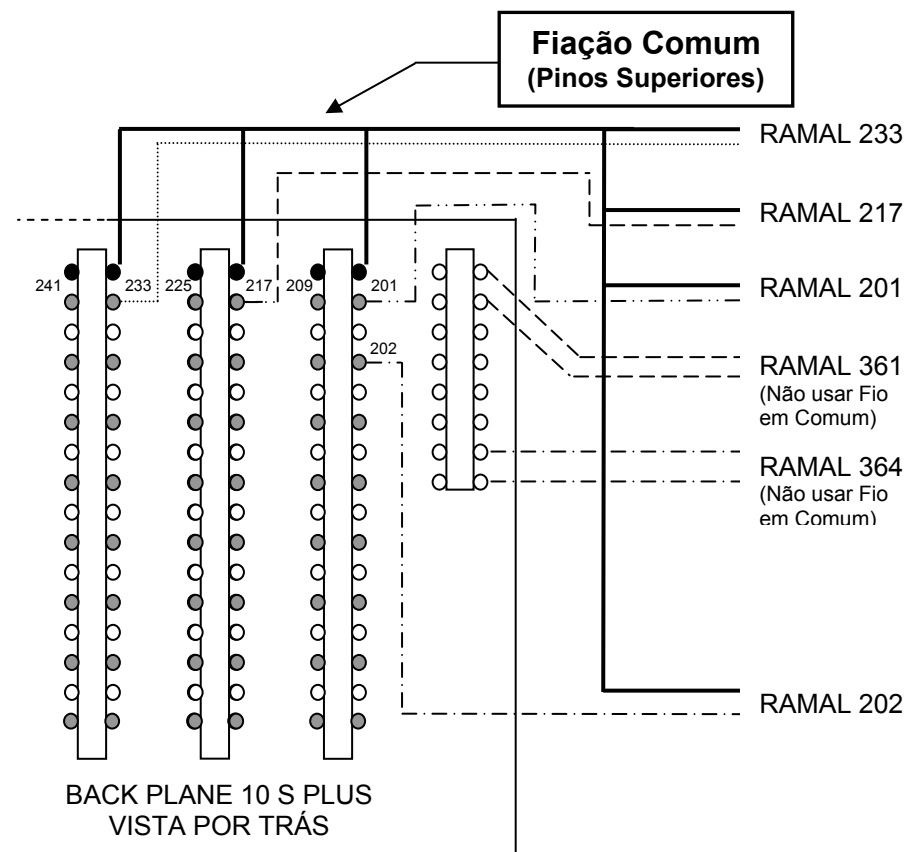 Fiação Comum
(Pinos Superiores)
RAMAL 233
RAMAL 217
241 233 225 217 209 201
RAMAL 201
202
RAMAL 361
(Não usar Fio
em Comum)
RAMAL 364
(Não usar Fio
em Comum)
RAMAL 202
BACK PLANE 10 S PLUS
VISTA POR TRÁS